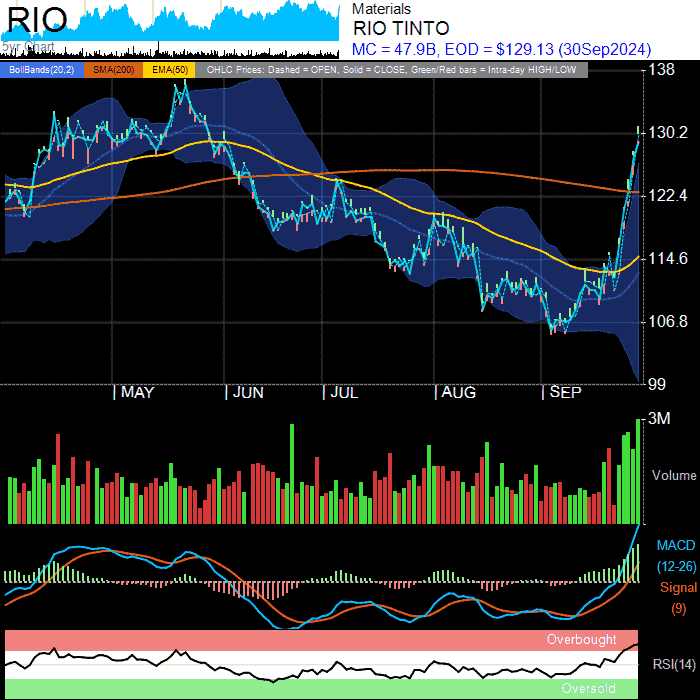 RIO
5yr Chart
Materials
RIO TINTO
MC = 47.9B, EOD = $129.13 (30Sep2024)
BollBands(20,2) SMA(200) EMA(50) OHLC Prices: Dashed = OPEN, Solid = CLOSE, Green/Red bars = Intra-day HIGH/LOW
138
130.2
122.4
114.6
106.8
99
MAY JUN JUL AUG SEP
3M
Volume
MACD
(12-26)
Signal
(9)
Overbought
RSI(14)
Oversold